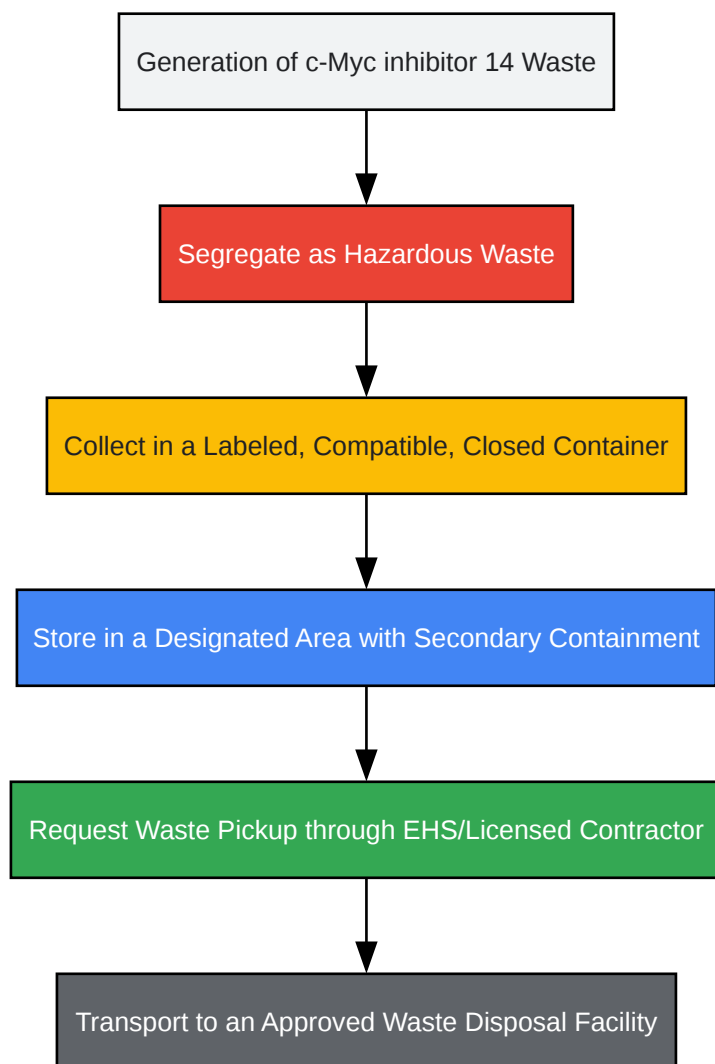 Generation of c-Myc inhibitor 14 Waste
Segregate as Hazardous Waste
Collect in a Labeled, Compatible, Closed Container
Store in a Designated Area with Secondary Containment
Request Waste Pickup through EHS/Licensed Contractor
Transport to an Approved Waste Disposal Facility